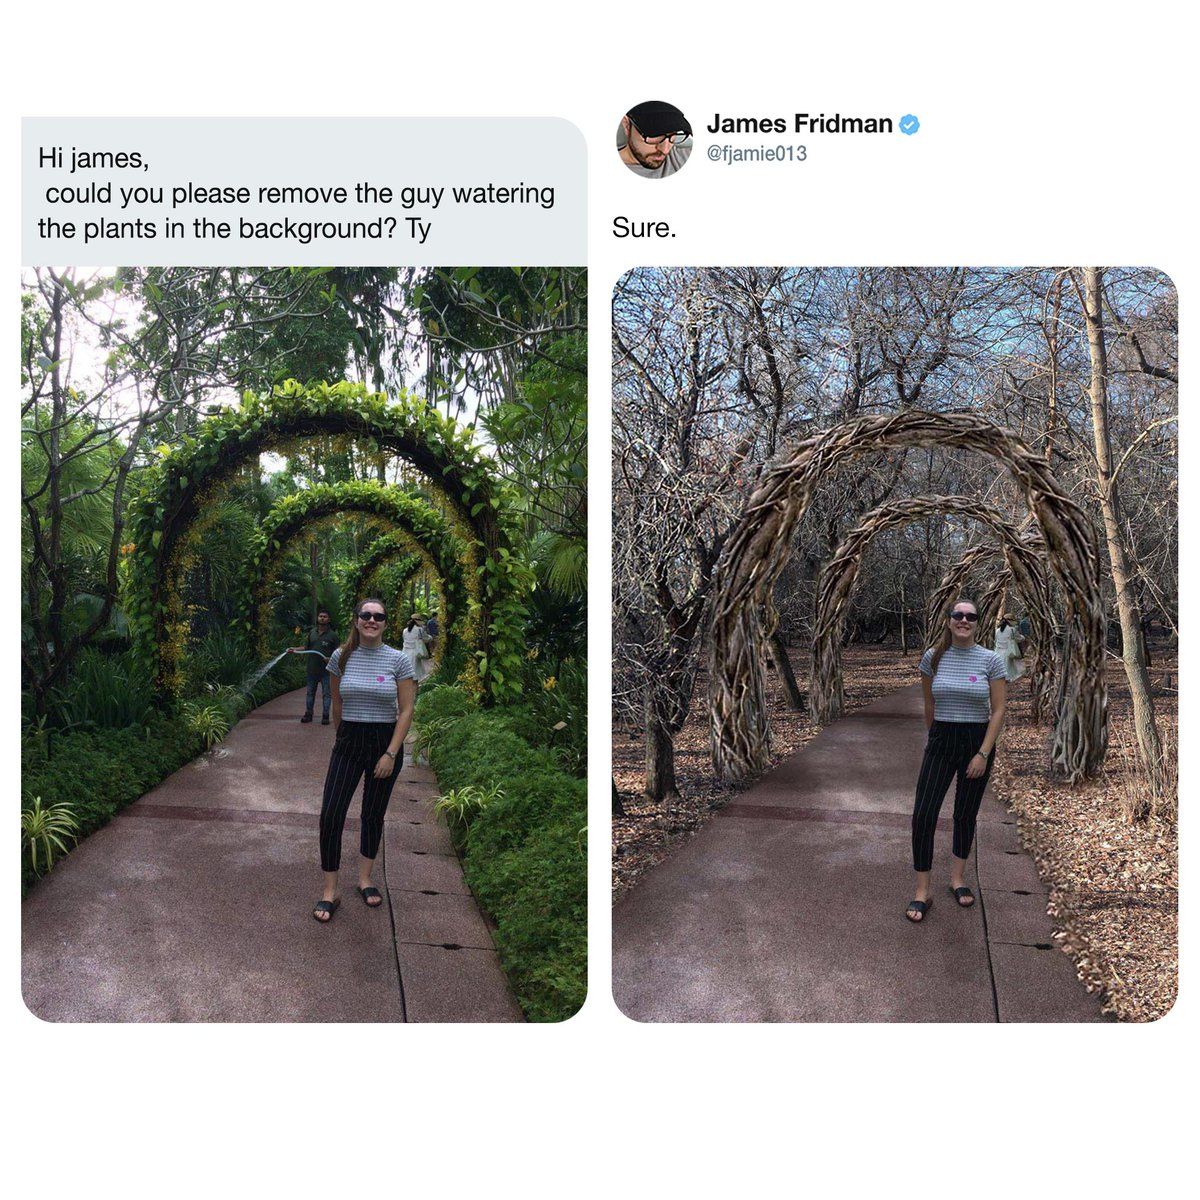 Hi james,
could you please remove the guy watering
the plants in the background? Ty
James Fridman
@fjamie013
Sure.